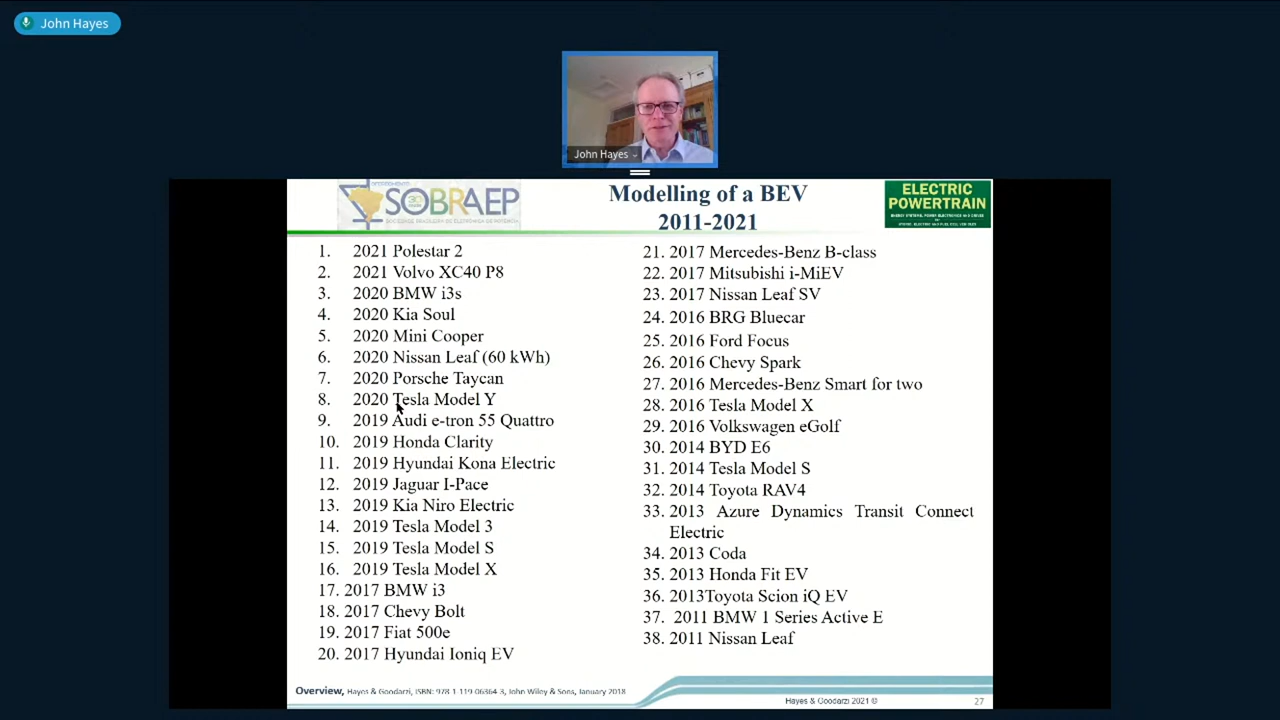 John Hayes
John Hayes
SOBRAEP
Modelling of a BEV
2011-2021
ELECTRIC
POWERTRAIN
1. 2021 Polestar 2
2. 2021 Volvo XC40 P8
3. 2020 BMW i3s
4. 2020 Kia Soul
5. 2020 Mini Cooper
6. 2020 Nissan Leaf (60 kWh)
7. 2020 Porsche Taycan
8. 2020 Tesla Model Y
9. 2019 Audi e-tron 55 Quattro
10. 2019 Honda Clarity
11. 2019 Hyundai Kona Electric
12. 2019 Jaguar I-Pace
13. 2019 Kia Niro Electric
14. 2019 Tesla Model 3
15. 2019 Tesla Model S
16. 2019 Tesla Model X
17. 2017 BMW i3
18. 2017 Chevy Bolt
19. 2017 Fiat 500e
20. 2017 Hyundai Ioniq EV
21. 2017 Mercedes-Benz B-class
22. 2017 Mitsubishi i-MiEV
23. 2017 Nissan Leaf SV
24. 2016 BRG Bluecar
25. 2016 Ford Focus
26. 2016 Chevy Spark
27. 2016 Mercedes-Benz Smart for two
28. 2016 Tesla Model X
29. 2016 Volkswagen eGolf
30. 2014 BYD E6
31. 2014 Tesla Model S
32. 2014 Toyota RAV4
33. 2013 Azure Dynamics Transit Connect
Electric
34. 2013 Coda
35. 2013 Honda Fit EV
36. 2013Toyota Scion iQ EV
37. 2011 BMW 1 Series Active E
38. 2011 Nissan Leaf
Overview, Hayes & Goodarzi, ISBN: 978 1 119 06364 3, John Wiley & Sons, January 2018
Hayes & Goodarzi 2021 ©
27